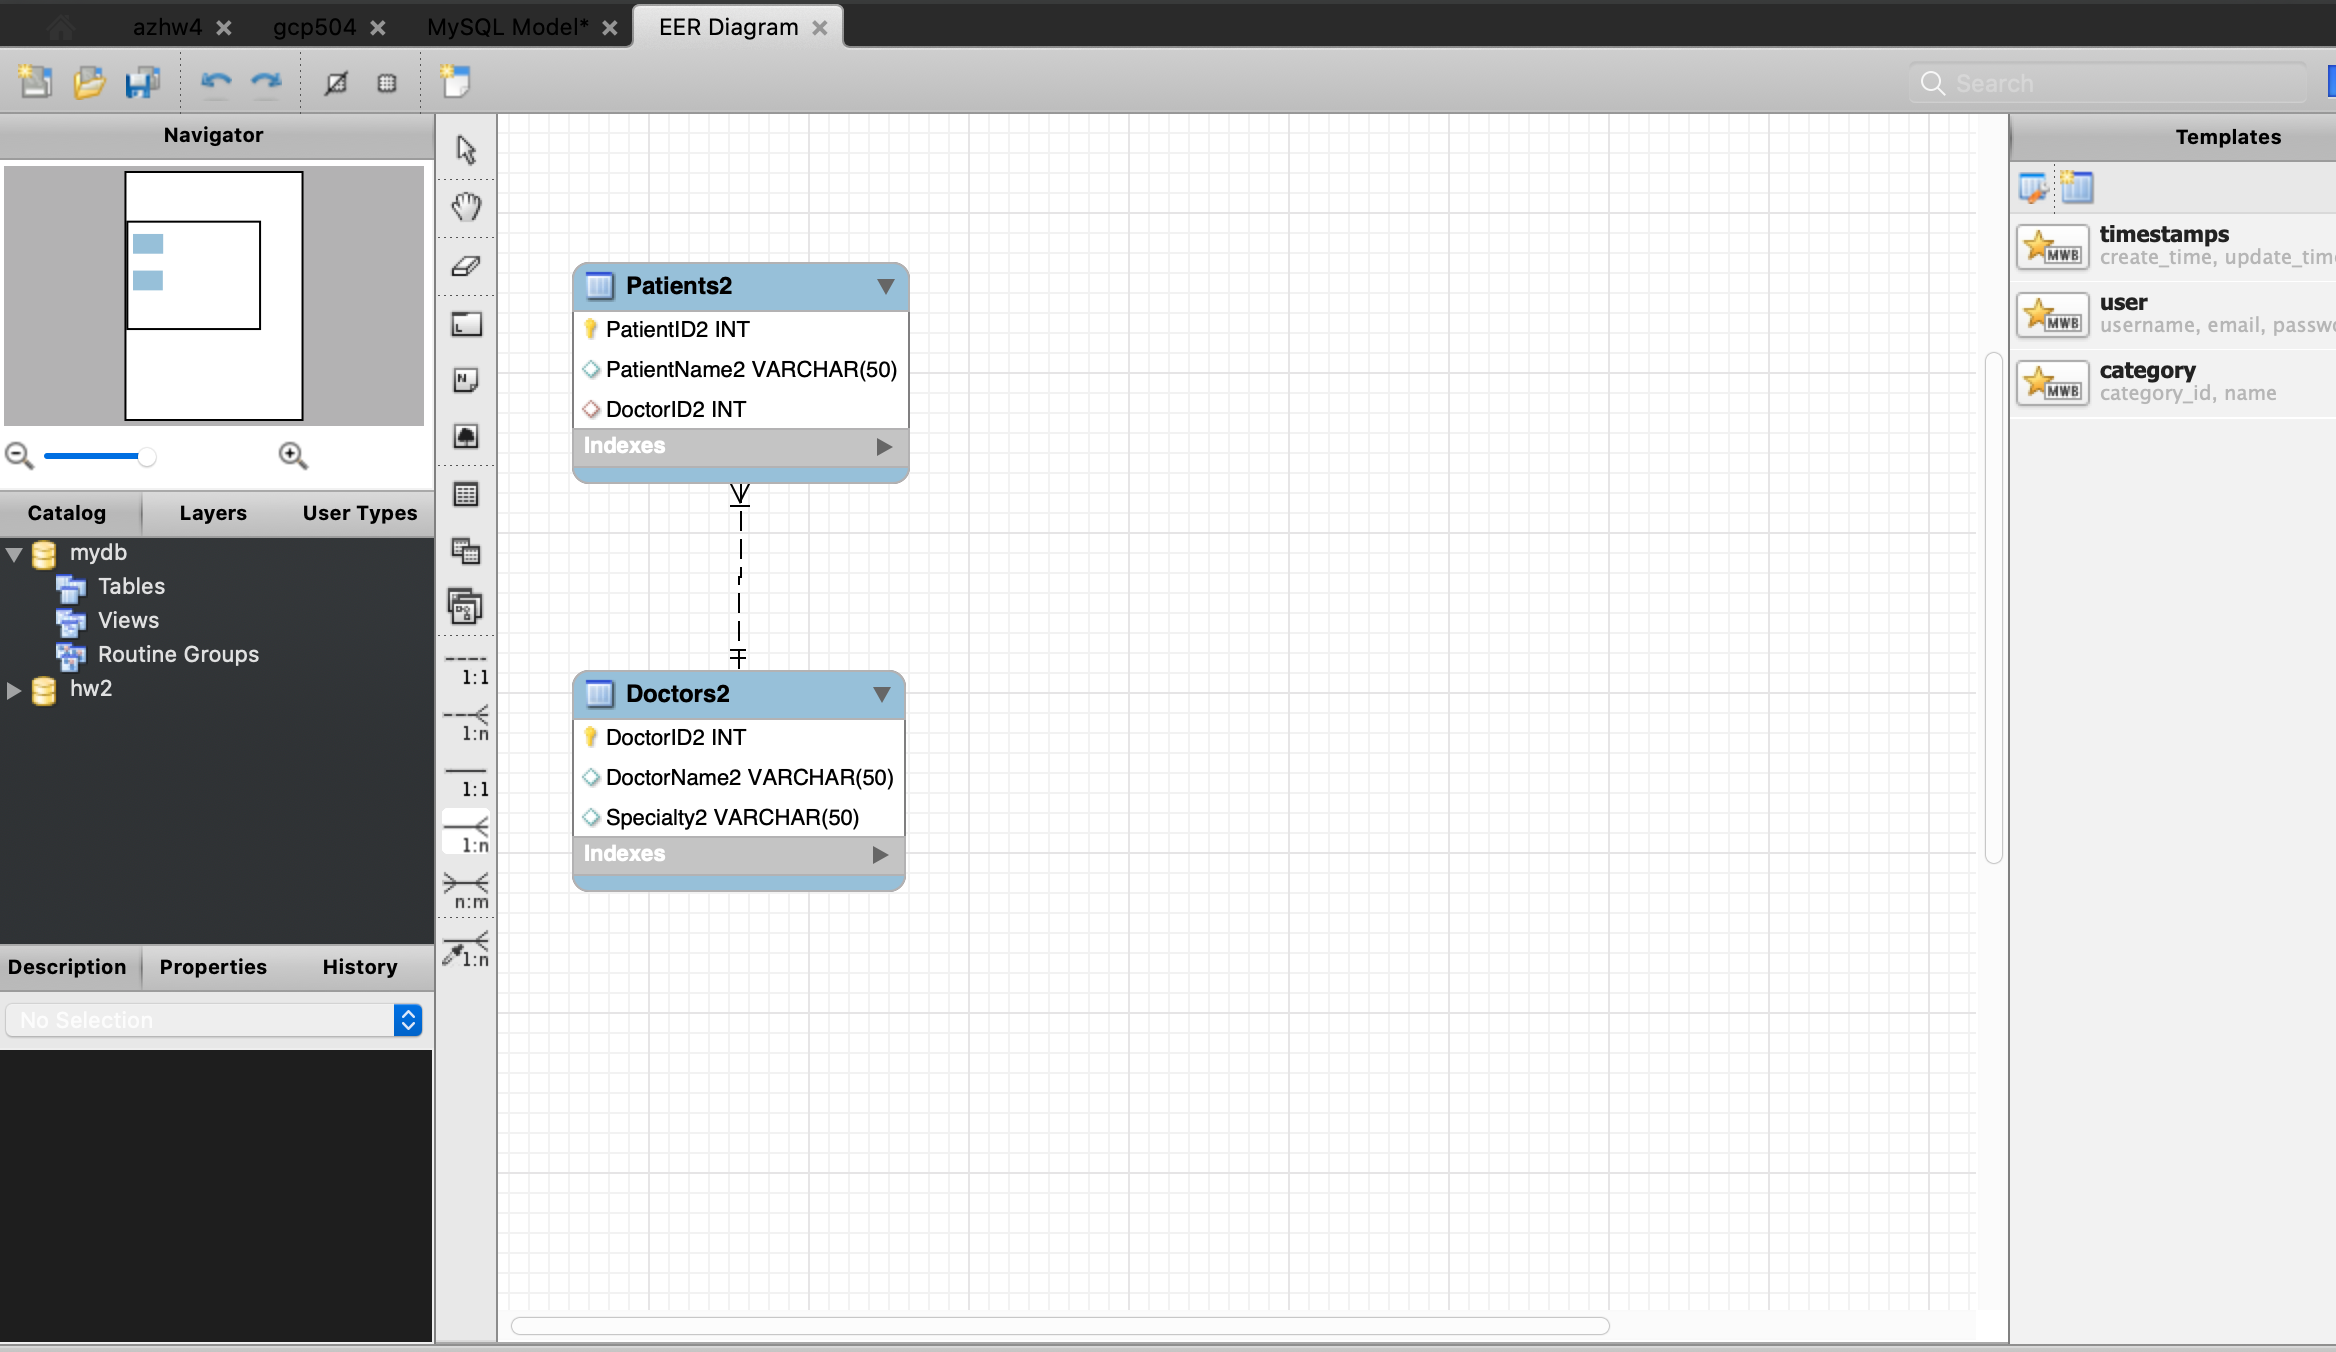 azhw4
gcp504
MySQL Model*
EER Diagram
Search
Navigator
Templates
timestamps
create_time, update_tim
user
username, email, passw
category
category_id, name
Catalog
Layers
User Types
mydb
Tables
Views
Routine Groups
hw2
Description
Properties
History
No Selection
1:1
1:n
1:1
1:n
n:m
1:n
Patients2
PatientID2 INT
PatientName2 VARCHAR(50)
DoctorID2 INT
Indexes
Doctors2
DoctorID2 INT
DoctorName2 VARCHAR(50)
Specialty2 VARCHAR(50)
Indexes
MWB
MWB
MWB